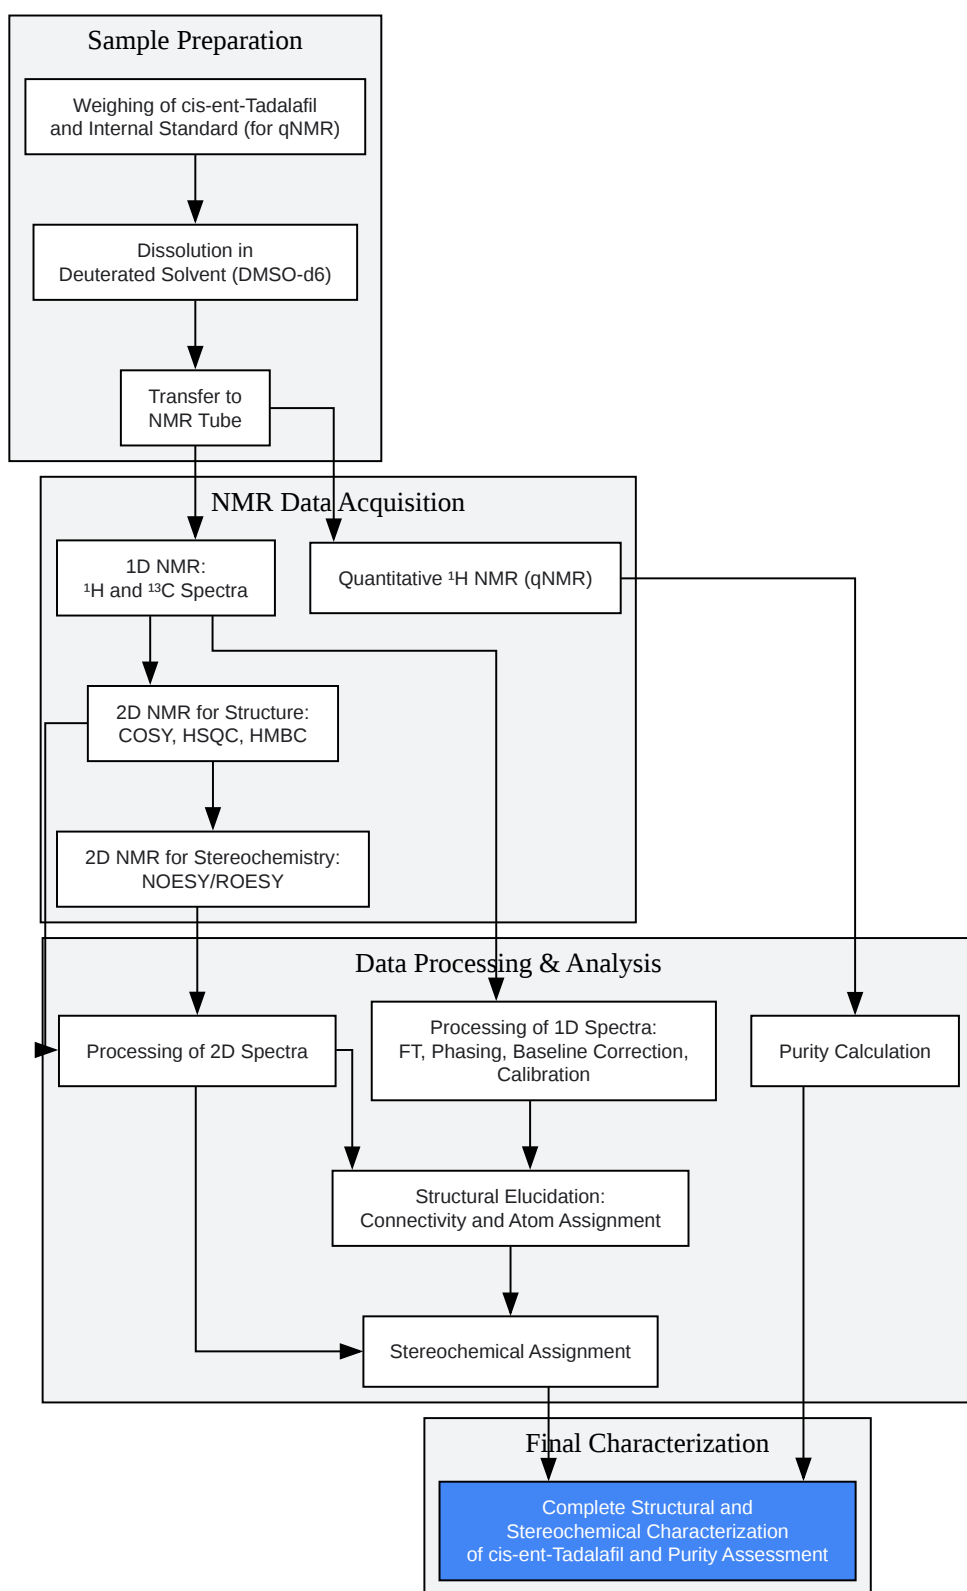 Sample Preparation
Weighing of cis-ent-Tadalafil
and Internal Standard (for qNMR)
Dissolution in
Deuterated Solvent (DMSO-d6)
Transfer to
NMR Tube
NMR Data Acquisition
1D NMR:
¹H and ¹³C Spectra
Quantitative ¹H NMR (qNMR)
2D NMR for Structure:
COSY, HSQC, HMBC
2D NMR for Stereochemistry:
NOESY/ROESY
Data Processing & Analysis
Processing of 2D Spectra
Processing of 1D Spectra:
FT, Phasing, Baseline Correction,
Calibration
Purity Calculation
Structural Elucidation:
Connectivity and Atom Assignment
Stereochemical Assignment
Final Characterization
Complete Structural and
Stereochemical Characterization
of cis-ent-Tadalafil and Purity Assessment